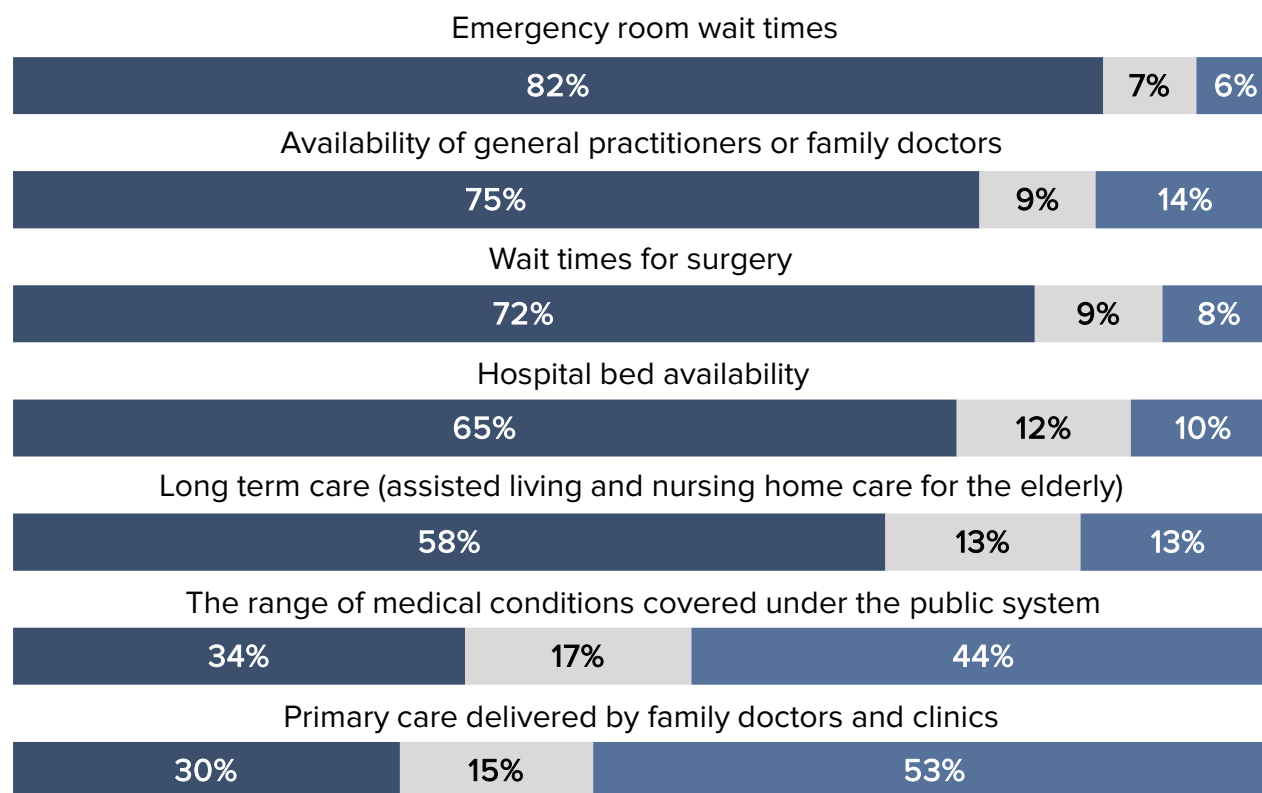 Emergency room wait times
82% 7% 6%
Availability of general practitioners or family doctors
75% 9% 14%
Wait times for surgery
72% 9% 8%
Hospital bed availability
65% 12% 10%
Long term care (assisted living and nursing home care for the elderly)
58% 13% 13%
The range of medical conditions covered under the public system
34% 17% 44%
Primary care delivered by family doctors and clinics
30% 15% 53%